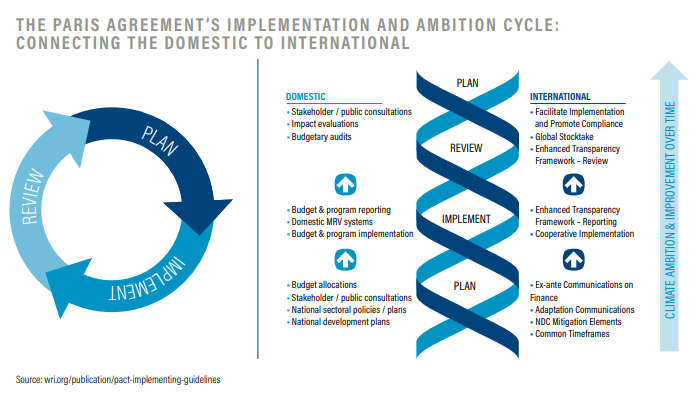 THE PARIS AGREEMENT'S IMPLEMENTATION AND AMBITION CYCLE:
CONNECTING THE DOMESTIC TO INTERNATIONAL
PLAN
IMPLEMENT
REVIEW
DOMESTIC
• Stakeholder / public consultations
• Impact evaluations
• Budgetary audits
• Budget & program reporting
• Domestic MRV systems
• Budget & program implementation
• Budget allocations
• Stakeholder / public consultations
• National sectoral policies / plans
• National development plans
PLAN
REVIEW
IMPLEMENT
PLAN
INTERNATIONAL
• Facilitate Implementation
and Promote Compliance
• Global Stocktake
• Enhanced Transparency
Framework – Review
• Enhanced Transparency
Framework – Reporting
• Cooperative Implementation
• Ex-ante Communications on
Finance
• Adaptation Communications
• NDC Mitigation Elements
• Common Timeframes
CLIMATE AMBITION & IMPROVEMENT OVER TIME
Source: wri.org/publication/pact-implementing-guidelines